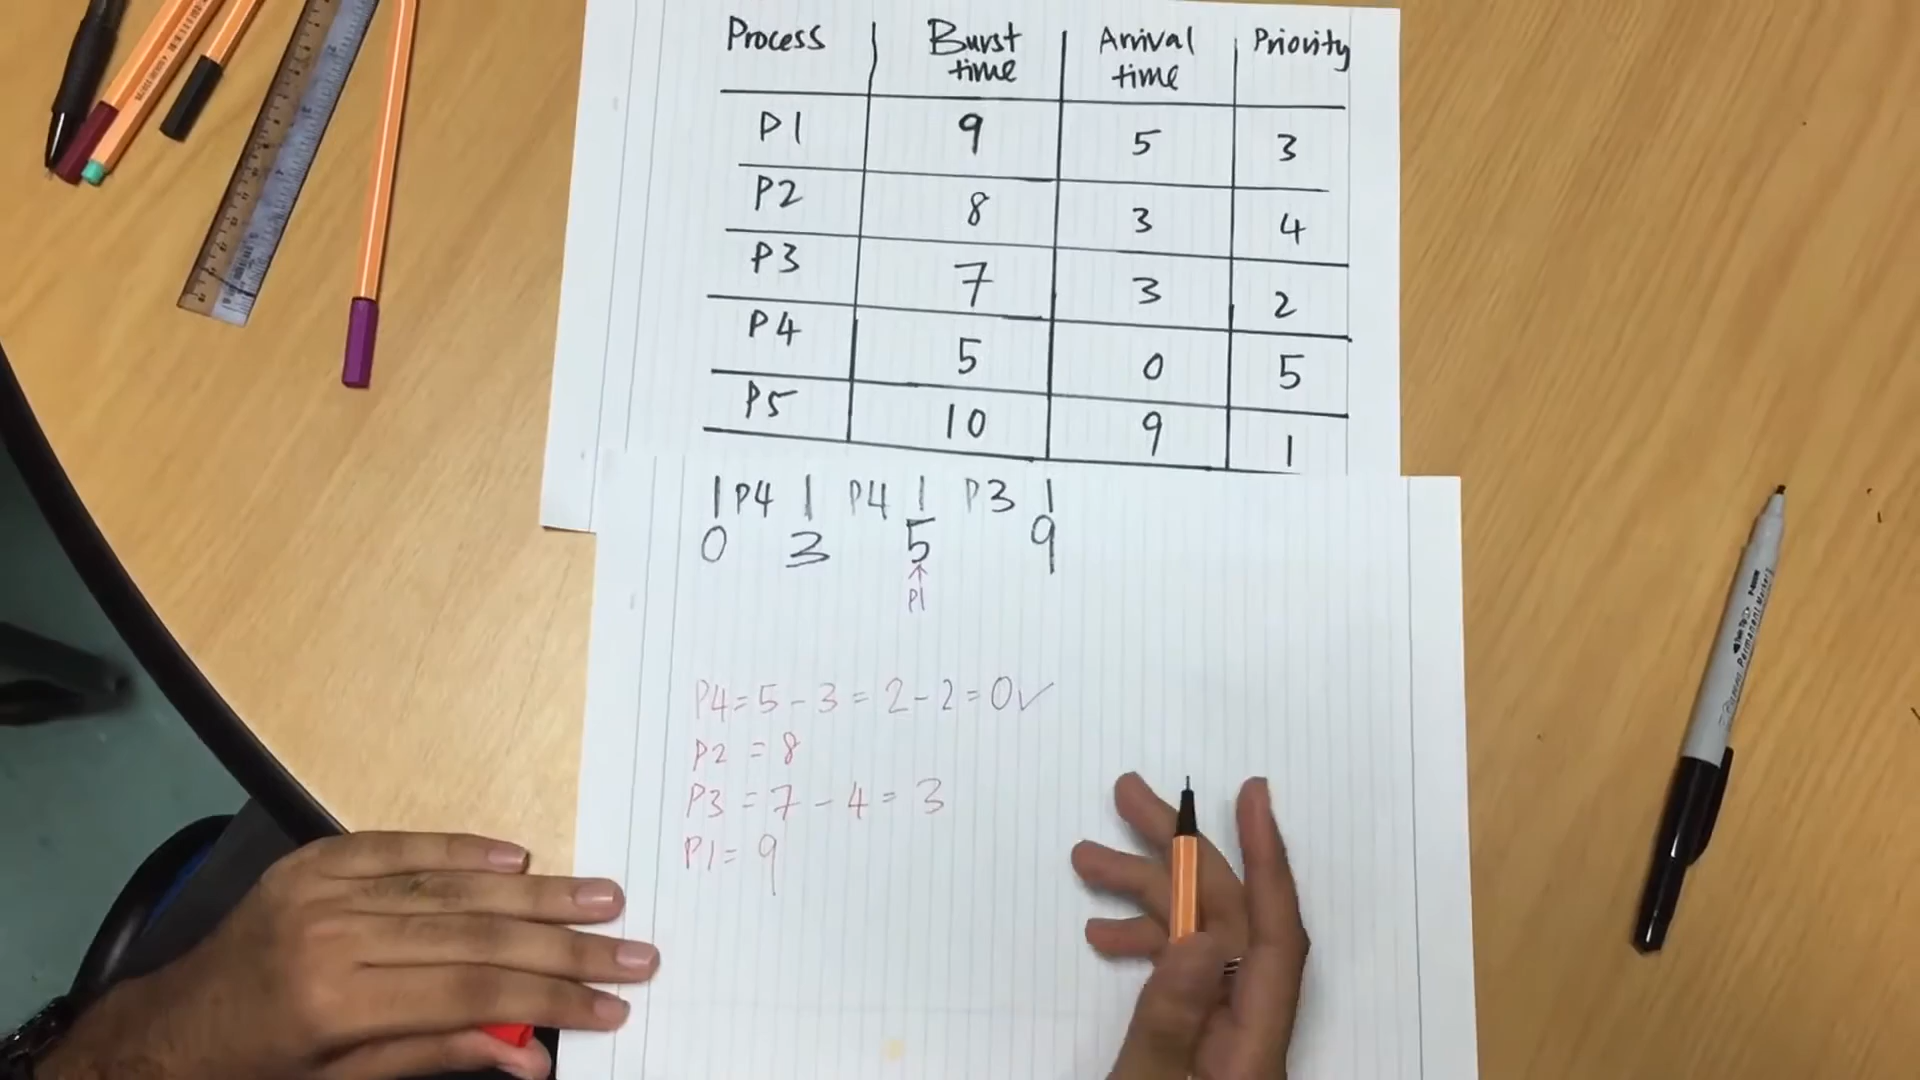 Process Burst time Arrival time Priority
P1 9 5 3
P2 8 3 4
P3 7 3 2
P4 5 0 5
P5 10 9 1
| P4 | P4 | P3 |
0 3 5 9
↑
P1
P4 = 5 - 3 = 2 - 2 = 0 ✓
P2 = 8
P3 = 7 - 4 = 3
P1 = 9
Permanent Marker